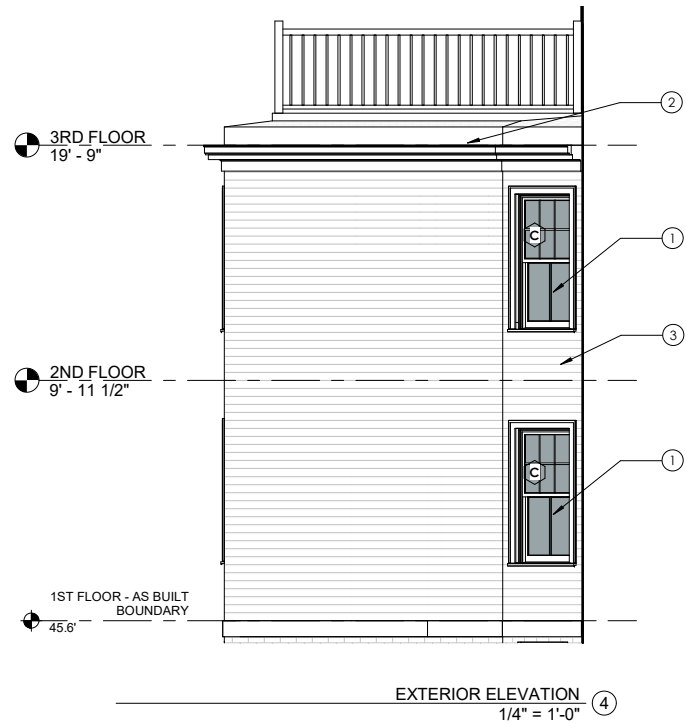 2
3RD FLOOR
19' - 9"
C
1
3
2ND FLOOR
9' - 11 1/2"
C
1
1ST FLOOR - AS BUILT
BOUNDARY
45.6'
EXTERIOR ELEVATION
1/4" = 1'-0"
4